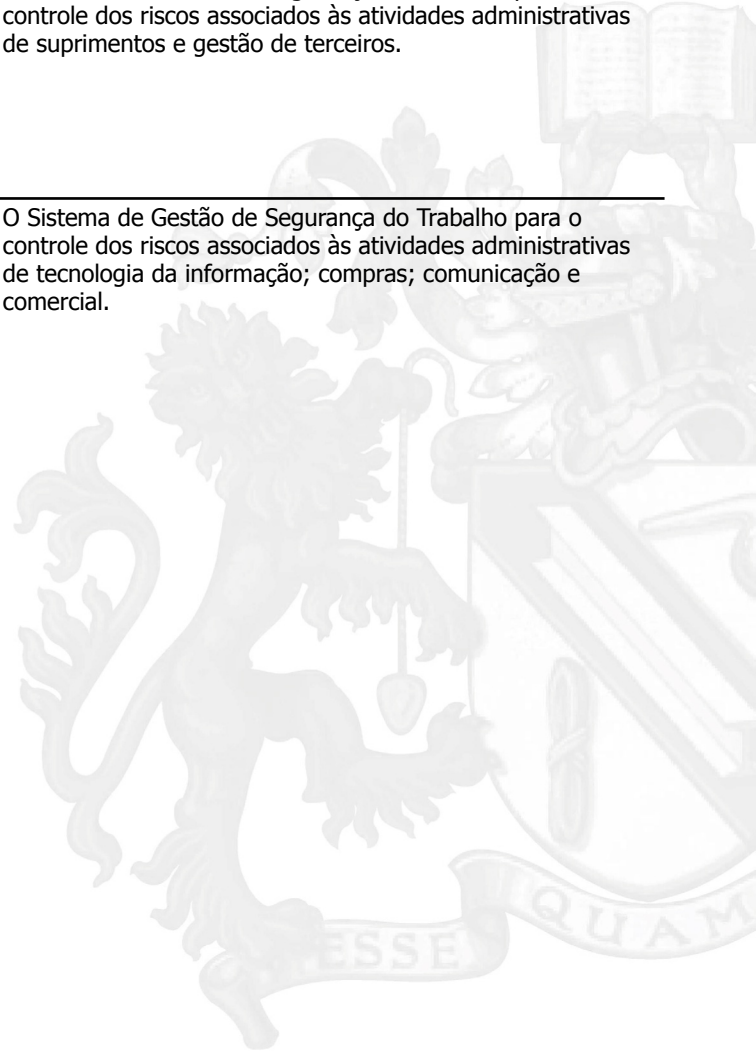 controle dos riscos associados às atividades administrativas
de suprimentos e gestão de terceiros.
O Sistema de Gestão de Segurança do Trabalho para o
controle dos riscos associados às atividades administrativas
de tecnologia da informação; compras; comunicação e
comercial.
ESSE
QUAM